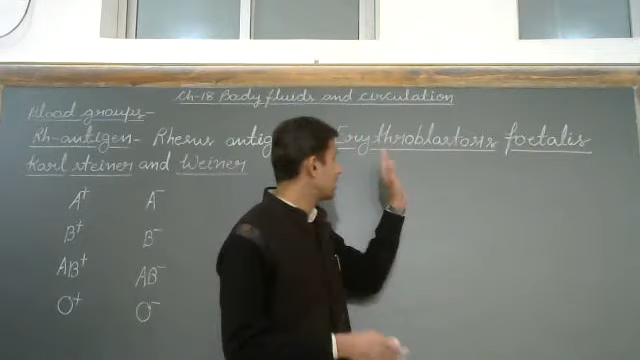 Ch-18 Body fluids and circulation
Blood groups-
Rh-antigen- Rhesus antig Erythroblastosis foetalis
Karl steiner and Weiner
A+ A-
B+ B-
AB+ AB-
O+ O-